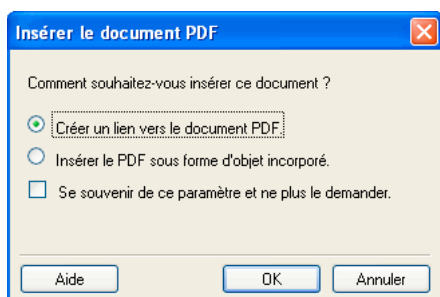 Insérer le document PDF
Comment souhaitez-vous insérer ce document ?
Créer un lien vers le document PDF.
Insérer le PDF sous forme d'objet incorporé.
Se souvenir de ce paramètre et ne plus le demander.
Aide OK Annuler